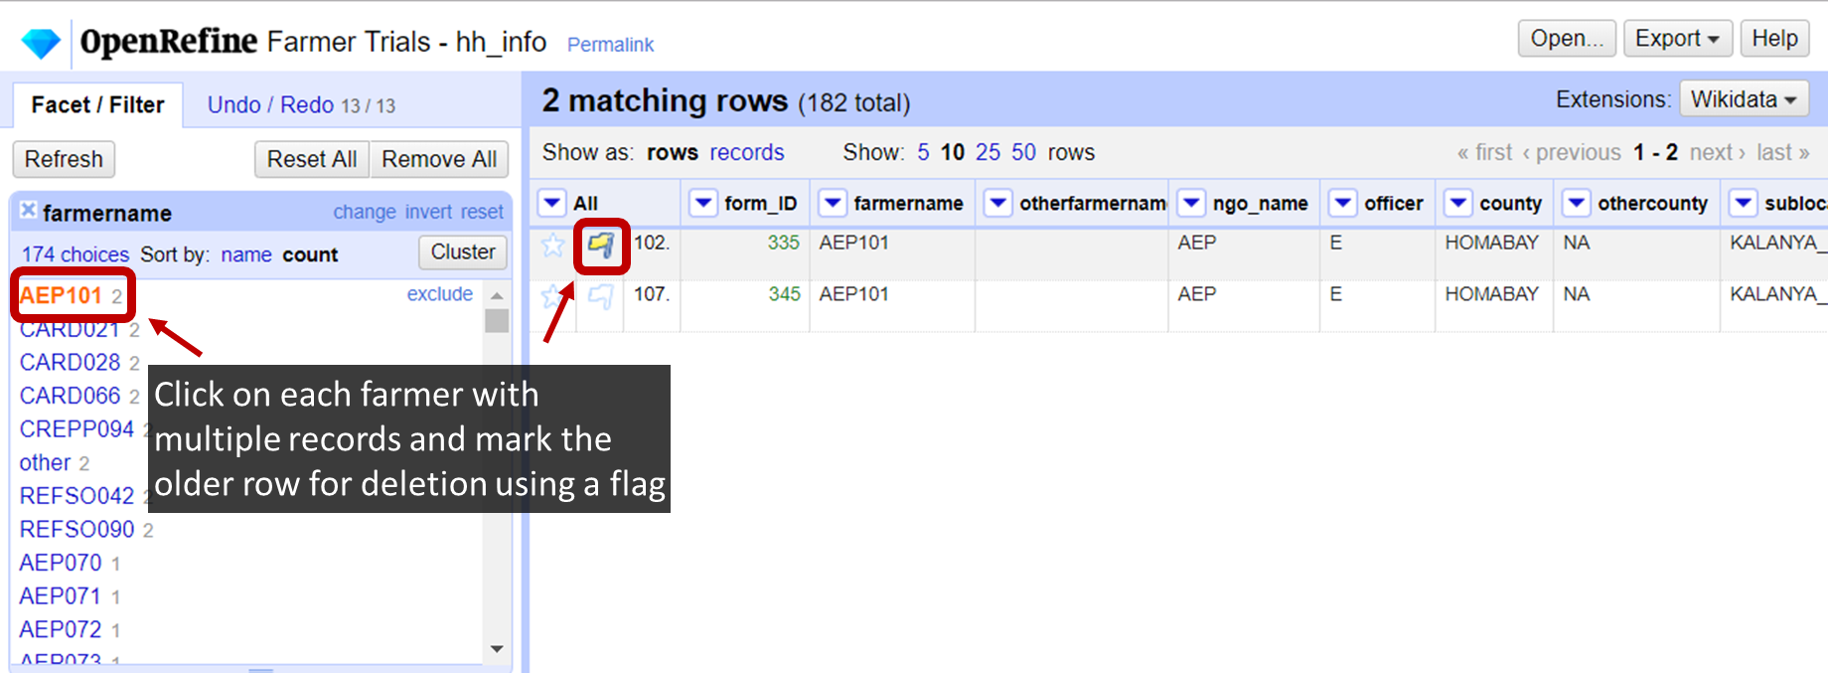 OpenRefine Farmer Trials - hh_info Permalink
Open... Export Help
Facet / Filter Undo / Redo 13 / 13
2 matching rows (182 total)
Extensions: Wikidata
Refresh Reset All Remove All
Show as: rows records Show: 5 10 25 50 rows
« first ‹ previous 1 - 2 next › last »
farmername change invert reset
174 choices Sort by: name count Cluster
AEP101 2 exclude
CARD021 2
CARD028 2
CARD066 2
CREPP094 2
other 2
REFSO042 2
REFSO090 2
AEP070 1
AEP071 1
AEP072 1
AEP073 1
All form_ID farmername otherfarmernam ngo_name officer county othercounty subloc
102. 335 AEP101 AEP E HOMABAY NA KALANYA_
107. 345 AEP101 AEP E HOMABAY NA KALANYA_
Click on each farmer with
multiple records and mark the
older row for deletion using a flag